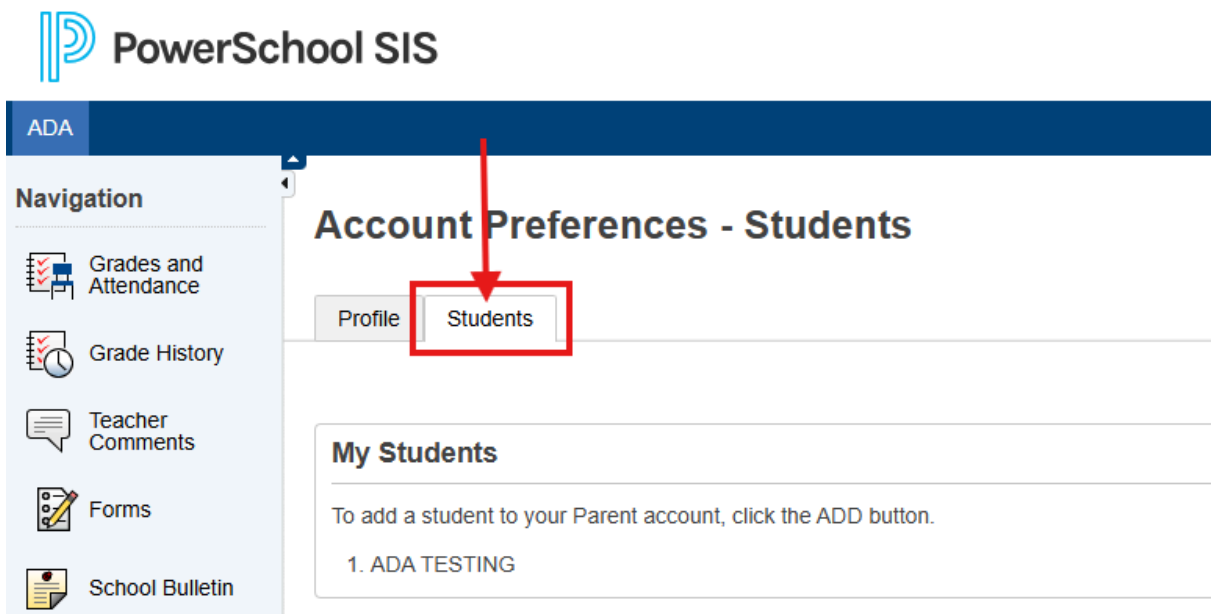 PowerSchool SIS
ADA
Navigation
Grades and
Attendance
Grade History
Teacher
Comments
Forms
School Bulletin
Account Preferences - Students
Profile
Students
My Students
To add a student to your Parent account, click the ADD button.
1. ADA TESTING